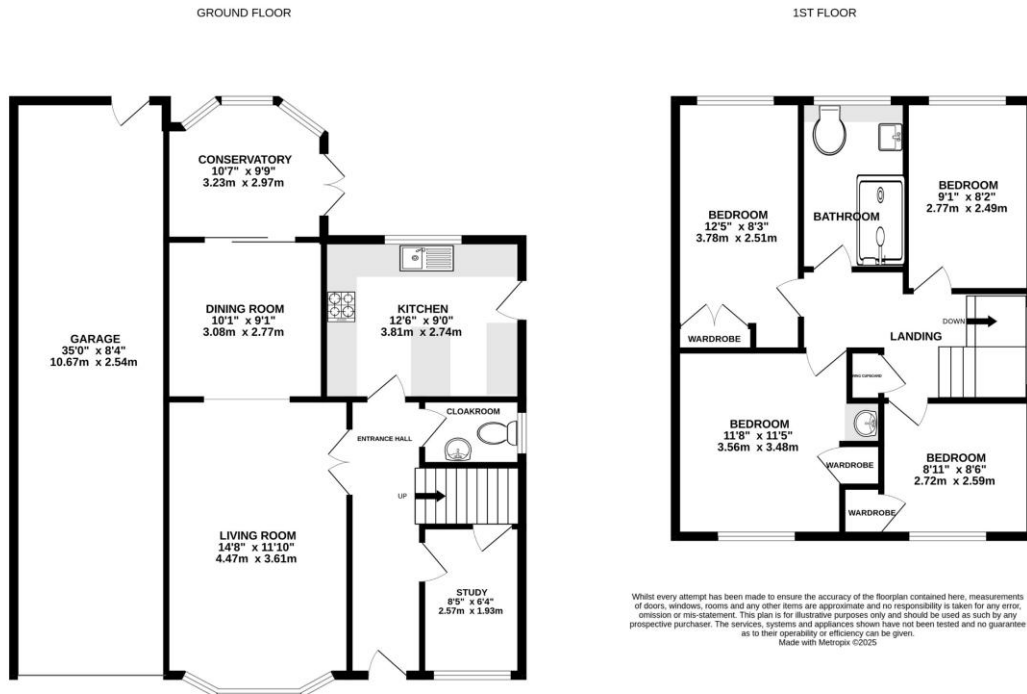 GROUND FLOOR
CONSERVATORY
10'7" x 9'9"
3.23m x 2.97m
DINING ROOM
10'1" x 9'1"
3.08m x 2.77m
KITCHEN
12'6" x 9'0"
3.81m x 2.74m
GARAGE
35'0" x 8'4"
10.67m x 2.54m
CLOAKROOM
ENTRANCE HALL
UP
LIVING ROOM
14'8" x 11'10"
4.47m x 3.61m
STUDY
8'5" x 6'4"
2.57m x 1.93m
1ST FLOOR
BEDROOM
12'5" x 8'3"
3.78m x 2.51m
BATHROOM
BEDROOM
9'1" x 8'2"
2.77m x 2.49m
WARDROBE
LANDING
DOWN
CUPBOARD
BEDROOM
11'8" x 11'5"
3.56m x 3.48m
WARDROBE
BEDROOM
8'11" x 8'6"
2.72m x 2.59m
WARDROBE
Whilst every attempt has been made to ensure the accuracy of the floorplan contained here, measurements
of doors, windows, rooms and any other items are approximate and no responsibility is taken for any error,
omission or mis-statement. This plan is for illustrative purposes only and should be used as such by any
prospective purchaser. The services, systems and appliances shown have not been tested and no guarantee
as to their operability or efficiency can be given.
Made with Metropix ©2025